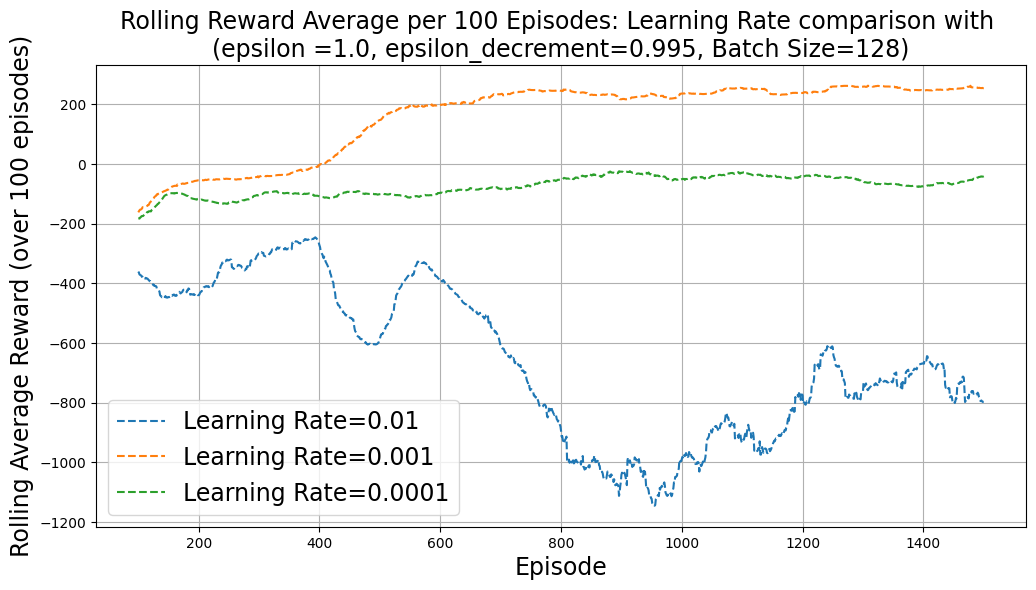 Rolling Reward Average per 100 Episodes: Learning Rate comparison with
(epsilon =1.0, epsilon_decrement=0.995, Batch Size=128)
Rolling Average Reward (over 100 episodes)
200
0
−200
−400
−600
−800
−1000
−1200
Learning Rate=0.01
Learning Rate=0.001
Learning Rate=0.0001
200 400 600 800 1000 1200 1400
Episode